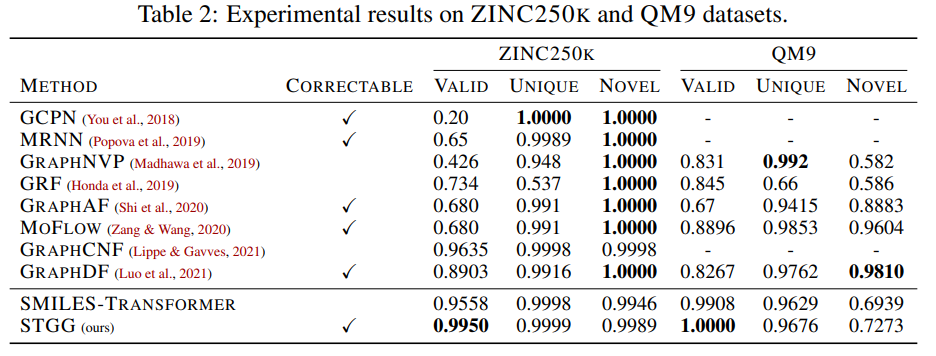 Table 2: Experimental results on ZINC250K and QM9 datasets.
ZINC250K QM9
METHOD CORRECTABLE VALID UNIQUE NOVEL VALID UNIQUE NOVEL
GCPN (You et al., 2018) ✓ 0.20 1.0000 1.0000 - - -
MRNN (Popova et al., 2019) ✓ 0.65 0.9989 1.0000 - - -
GRAPHNVP (Madhawa et al., 2019) 0.426 0.948 1.0000 0.831 0.992 0.582
GRF (Honda et al., 2019) 0.734 0.537 1.0000 0.845 0.66 0.586
GRAPHAF (Shi et al., 2020) ✓ 0.680 0.991 1.0000 0.67 0.9415 0.8883
MOFLOW (Zang & Wang, 2020) ✓ 0.680 0.991 1.0000 0.8896 0.9853 0.9604
GRAPHCNF (Lippe & Gavves, 2021) 0.9635 0.9998 0.9998 - - -
GRAPHDF (Luo et al., 2021) ✓ 0.8903 0.9916 1.0000 0.8267 0.9762 0.9810
SMILES-TRANSFORMER 0.9558 0.9998 0.9946 0.9908 0.9629 0.6939
STGG (ours) ✓ 0.9950 0.9999 0.9989 1.0000 0.9676 0.7273